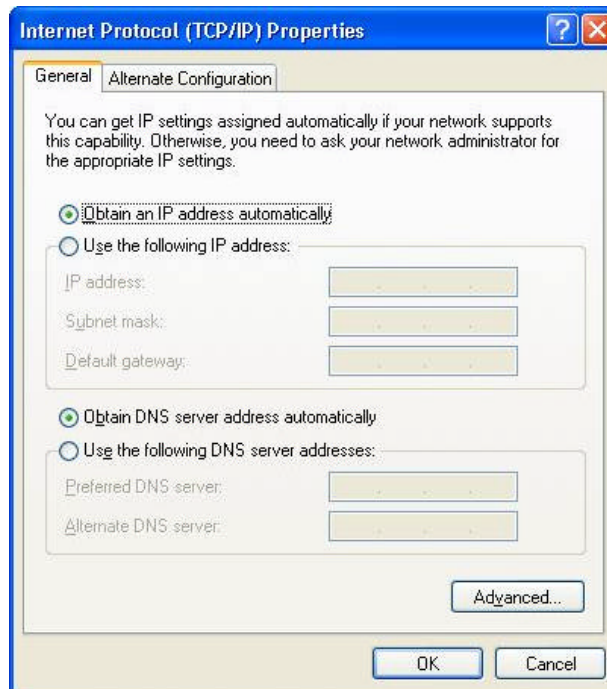 Internet Protocol (TCP/IP) Properties
General
Alternate Configuration
You can get IP settings assigned automatically if your network supports
this capability. Otherwise, you need to ask your network administrator for
the appropriate IP settings.
Obtain an IP address automatically
Use the following IP address:
IP address:
Subnet mask:
Default gateway:
Obtain DNS server address automatically
Use the following DNS server addresses:
Preferred DNS server:
Alternate DNS server:
Advanced...
OK
Cancel